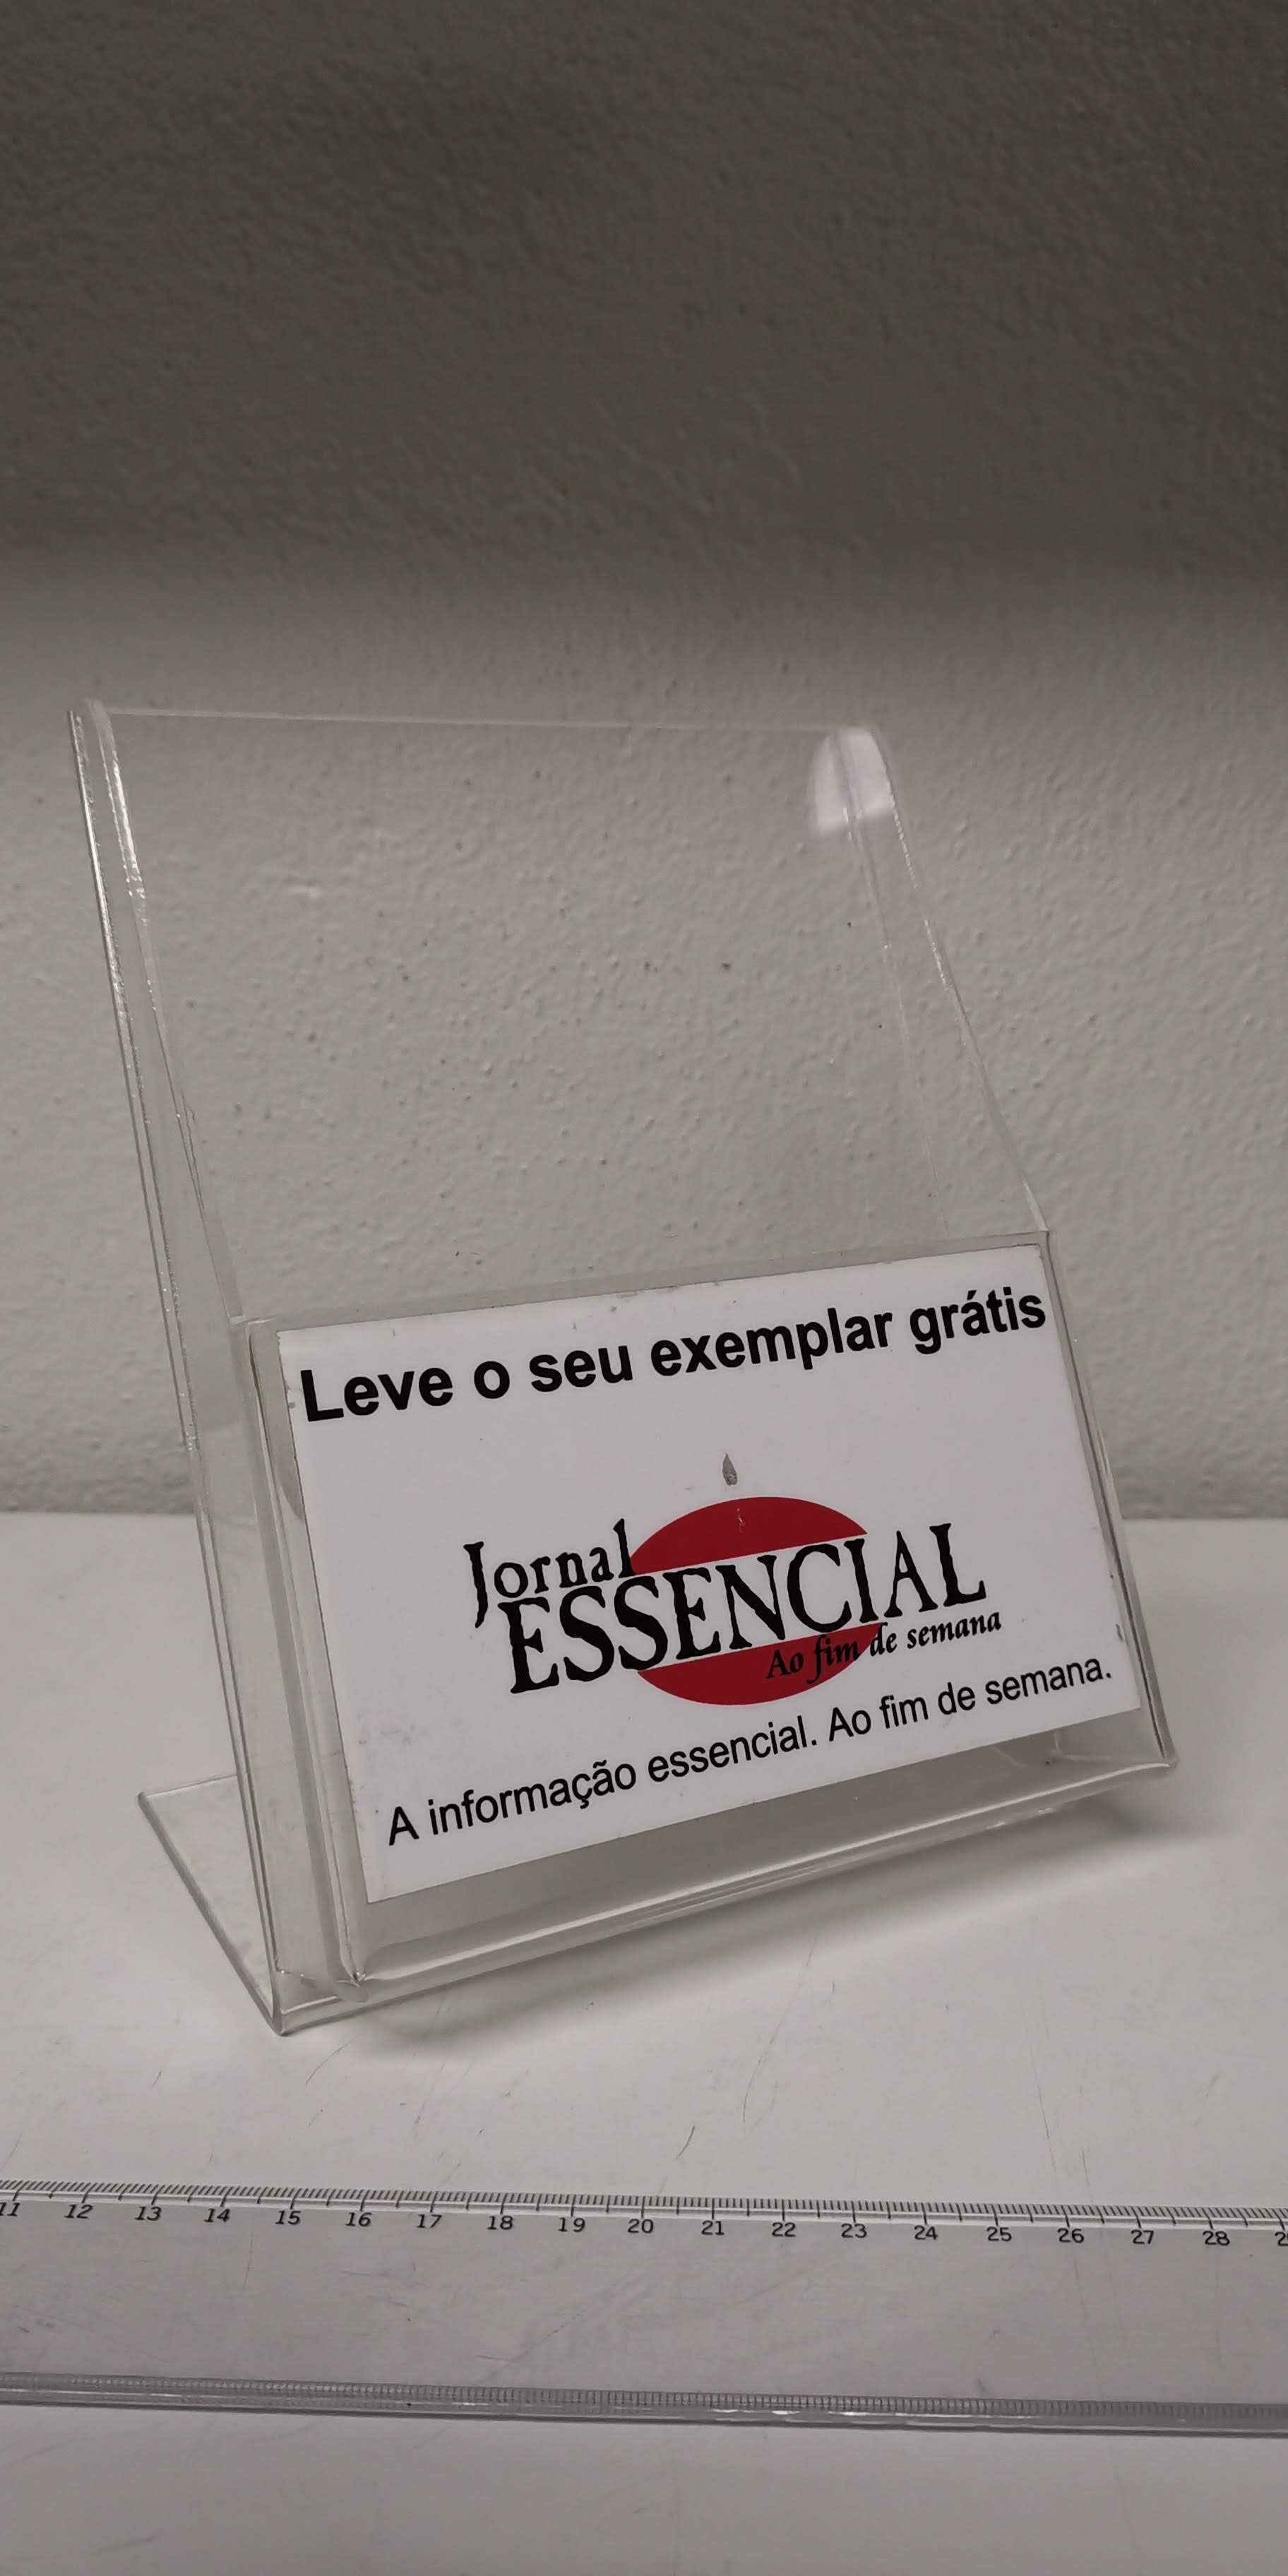 Leve o seu exemplar grátis
Jornal
ESSENCIAL
Ao fim de semana
A informação essencial. Ao fim de semana.
11 12 13 14 15 16 17 18 19 20 21 22 23 24 25 26 27 28